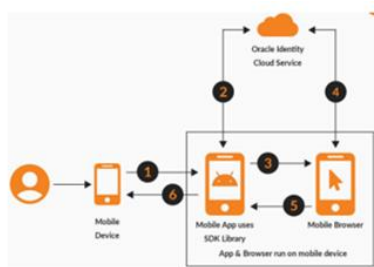 Oracle Identity
Cloud Service
2
4
1
3
6
5
Mobile
Device
Mobile App uses
SDK Library
Mobile Browser
App & Browser run on mobile device